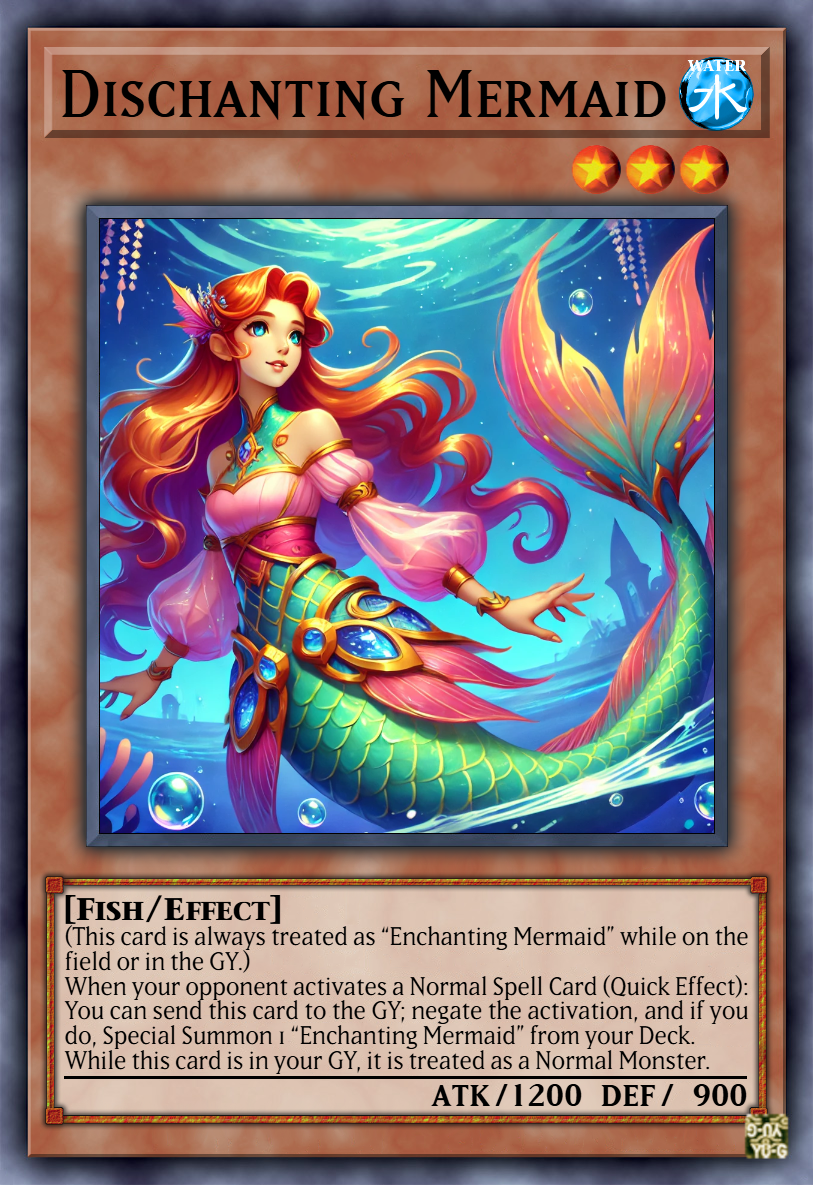 Dischanting Mermaid
WATER
水
[Fish/Effect]
(This card is always treated as “Enchanting Mermaid” while on the
field or in the GY.)
When your opponent activates a Normal Spell Card (Quick Effect):
You can send this card to the GY; negate the activation, and if you
do, Special Summon 1 “Enchanting Mermaid” from your Deck.
While this card is in your GY, it is treated as a Normal Monster.
ATK/1200 DEF/ 900
YU-G
YU-G